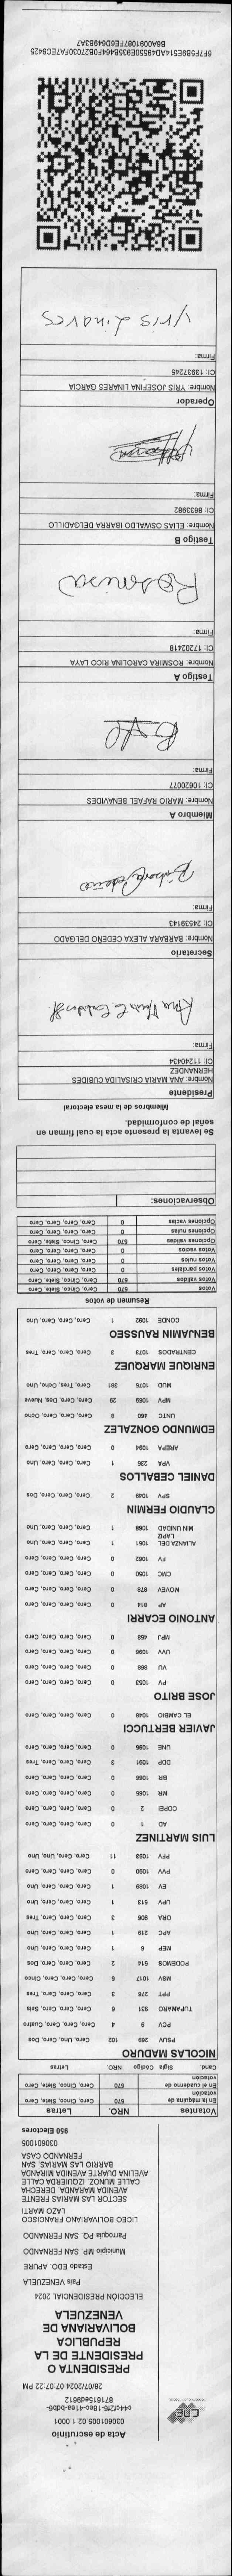 CNE
Acta de escrutinio
030601005.02.1.0001
28/07/2024 07:07:22 PM
PRESIDENTA O
PRESIDENTE DE LA
REPUBLICA
BOLIVARIANA DE
VENEZUELA
ELECCIÓN PRESIDENCIAL 2024
País VENEZUELA
Estado EDO. APURE
Municipio MP. SAN FERNANDO
Parroquia PQ. SAN FERNANDO
LICEO BOLIVARIANO FRANCISCO
LAZO MARTI
SECTOR LAS MARIAS FRENTE
AVENIDA MARANDA. DERECHA
CALLE MUNOZ. IZQUIERDA CALLE
AVELINA DUARTE AVENIDA MIRANDA
BARRIO LAS MARIAS. SAN
FERNANDO CASA
030601005
950 Electores
Votantes NRO. Letras
En la máquina de votación 570 Cero, Cinco, Siete, Cero
En el cuaderno de votación 570 Cero, Cinco, Siete, Cero
Cand. Sigla Código NRO. Letras
NICOLAS MADURO
PSUV 269 102 Cero, Uno, Cero, Dos
PCV 9 4 Cero, Cero, Cero, Cuatro
TUPAMARO 931 6 Cero, Cero, Cero, Seis
PPT 278 3 Cero, Cero, Cero, Tres
MSV 1017 5 Cero, Cero, Cero, Cinco
PODEMOS 514 2 Cero, Cero, Cero, Dos
MEP 6 1 Cero, Cero, Cero, Uno
APC 219 1 Cero, Cero, Cero, Uno
ORA 906 3 Cero, Cero, Cero, Tres
UPV 613 1 Cero, Cero, Cero, Uno
EV 1089 1 Cero, Cero, Cero, Uno
PVV 1090 0 Cero, Cero, Cero, Cero
PFV 1093 11 Cero, Cero, Uno, Uno
LUIS MARTINEZ
AD 1 0 Cero, Cero, Cero, Cero
COPEI 2 0 Cero, Cero, Cero, Cero
MR 1065 0 Cero, Cero, Cero, Cero
BR 1066 0 Cero, Cero, Cero, Cero
DDP 1091 3 Cero, Cero, Cero, Tres
UNE 1095 0 Cero, Cero, Cero, Cero
JAVIER BERTUCCI
EL CAMBIO 1048 0 Cero, Cero, Cero, Cero
JOSE BRITO
PV 1053 0 Cero, Cero, Cero, Cero
VU 988 0 Cero, Cero, Cero, Cero
UVV 1096 0 Cero, Cero, Cero, Cero
MPJ 458 0 Cero, Cero, Cero, Cero
ANTONIO ECARRI
AP 814 0 Cero, Cero, Cero, Cero
MOVEV 878 0 Cero, Cero, Cero, Cero
CMC 1050 0 Cero, Cero, Cero, Cero
FV 1062 0 Cero, Cero, Cero, Cero
ALIANZA DEL LAPIZ 1061 1 Cero, Cero, Cero, Uno
MIN UNIDAD 1088 1 Cero, Cero, Cero, Uno
CLAUDIO FERMIN
SPV 1049 2 Cero, Cero, Cero, Dos
DANIEL CEBALLOS
VPA 236 1 Cero, Cero, Cero, Uno
AREPA 1094 0 Cero, Cero, Cero, Cero
EDMUNDO GONZALEZ
UNTC 460 8 Cero, Cero, Cero, Ocho
MPV 1069 29 Cero, Cero, Dos, Nueve
MUD 1075 381 Cero, Tres, Ocho, Uno
ENRIQUE MARQUEZ
CENTRADOS 1073 3 Cero, Cero, Cero, Tres
BENJAMIN RAUSSEO
CONDE 1092 1 Cero, Cero, Cero, Uno
Resumen de votos
Votos 570 Cero, Cinco, Siete, Cero
Votos válidos 570 Cero, Cinco, Siete, Cero
Votos parciales 0 Cero, Cero, Cero, Cero
Votos nulos 0 Cero, Cero, Cero, Cero
Votos vacíos 0 Cero, Cero, Cero, Cero
Opciones válidas 570 Cero, Cinco, Siete, Cero
Opciones nulas 0 Cero, Cero, Cero, Cero
Opciones vacías 0 Cero, Cero, Cero, Cero
Observaciones:
Se levanta la presente acta la cual firman en
señal de conformidad.
Miembros de la mesa electoral
Presidente
Nombre: ANA MARIA CRISALIDA CUBIDES
HERNANDEZ
CI: 11240434
Firma:
Secretario
Nombre: BARBARA ALEXA CEDEÑO DELGADO
CI: 24539143
Firma:
Bárbara Cedeño
Miembro A
Nombre: MARIO RAFAEL BENAVIDES
CI: 10620077
Firma:
Testigo A
Nombre: ROSMIRA CAROLINA RICO LAYA
CI: 17202418
Firma:
Rosmira
Testigo B
Nombre: ELIAS OSWALDO IBARRA DELGADILLO
CI: 8633982
Firma:
Operador
Nombre: YRIS JOSEFINA LINARES GARCIA
CI: 13937245
Firma:
Yris Linares